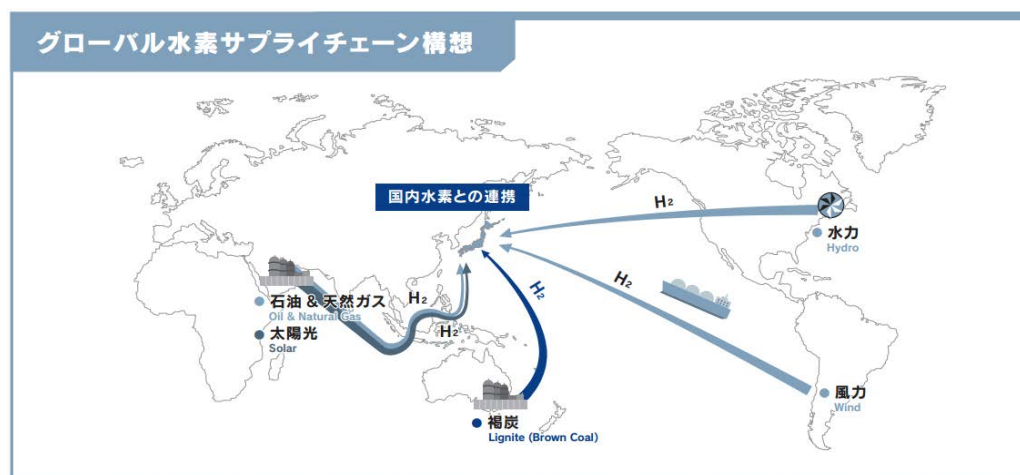 グローバル水素サプライチェーン構想
国内水素との連携
H₂
水力
Hydro
石油 & 天然ガス
Oil & Natural Gas
太陽光
Solar
H₂
H₂
H₂
H₂
風力
Wind
褐炭
Lignite (Brown Coal)